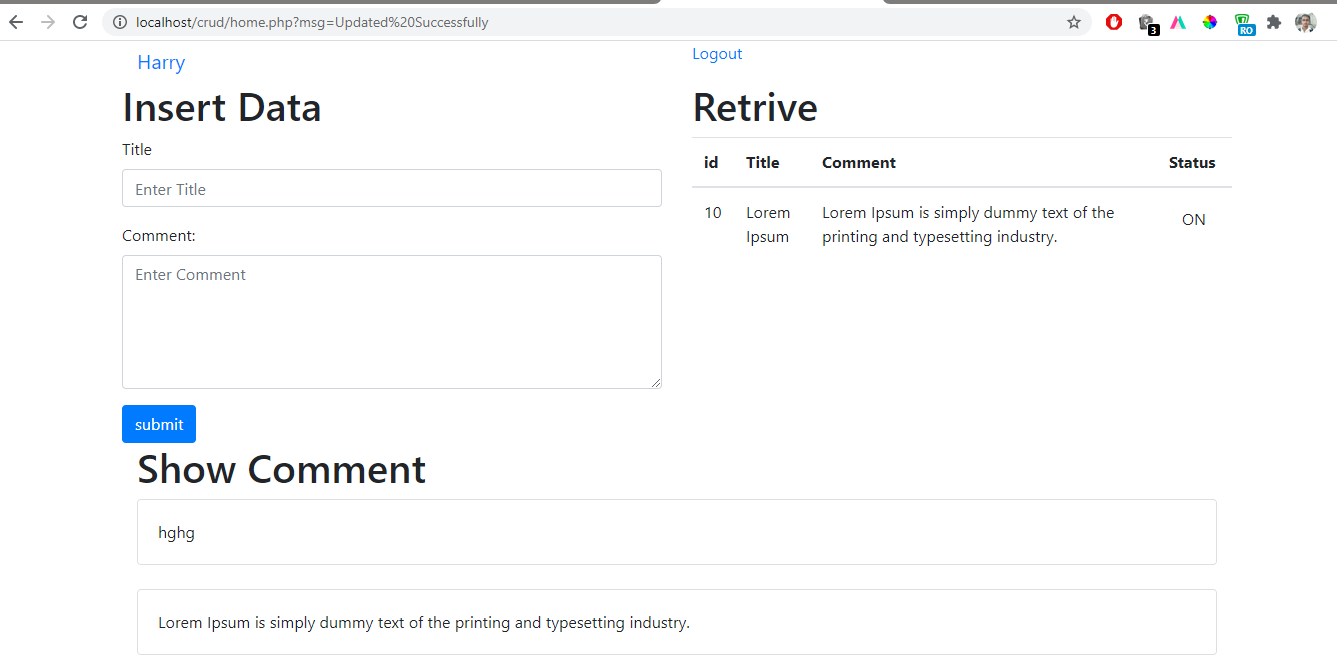 localhost/crud/home.php?msg=Updated%20Successfully
3
RO
Harry
Logout
Insert Data
Title
Enter Title
Comment:
Enter Comment
submit
Retrive
id Title Comment Status
10 Lorem Lorem Ipsum is simply dummy text of the ON
Ipsum printing and typesetting industry.
Show Comment
hghg
Lorem Ipsum is simply dummy text of the printing and typesetting industry.